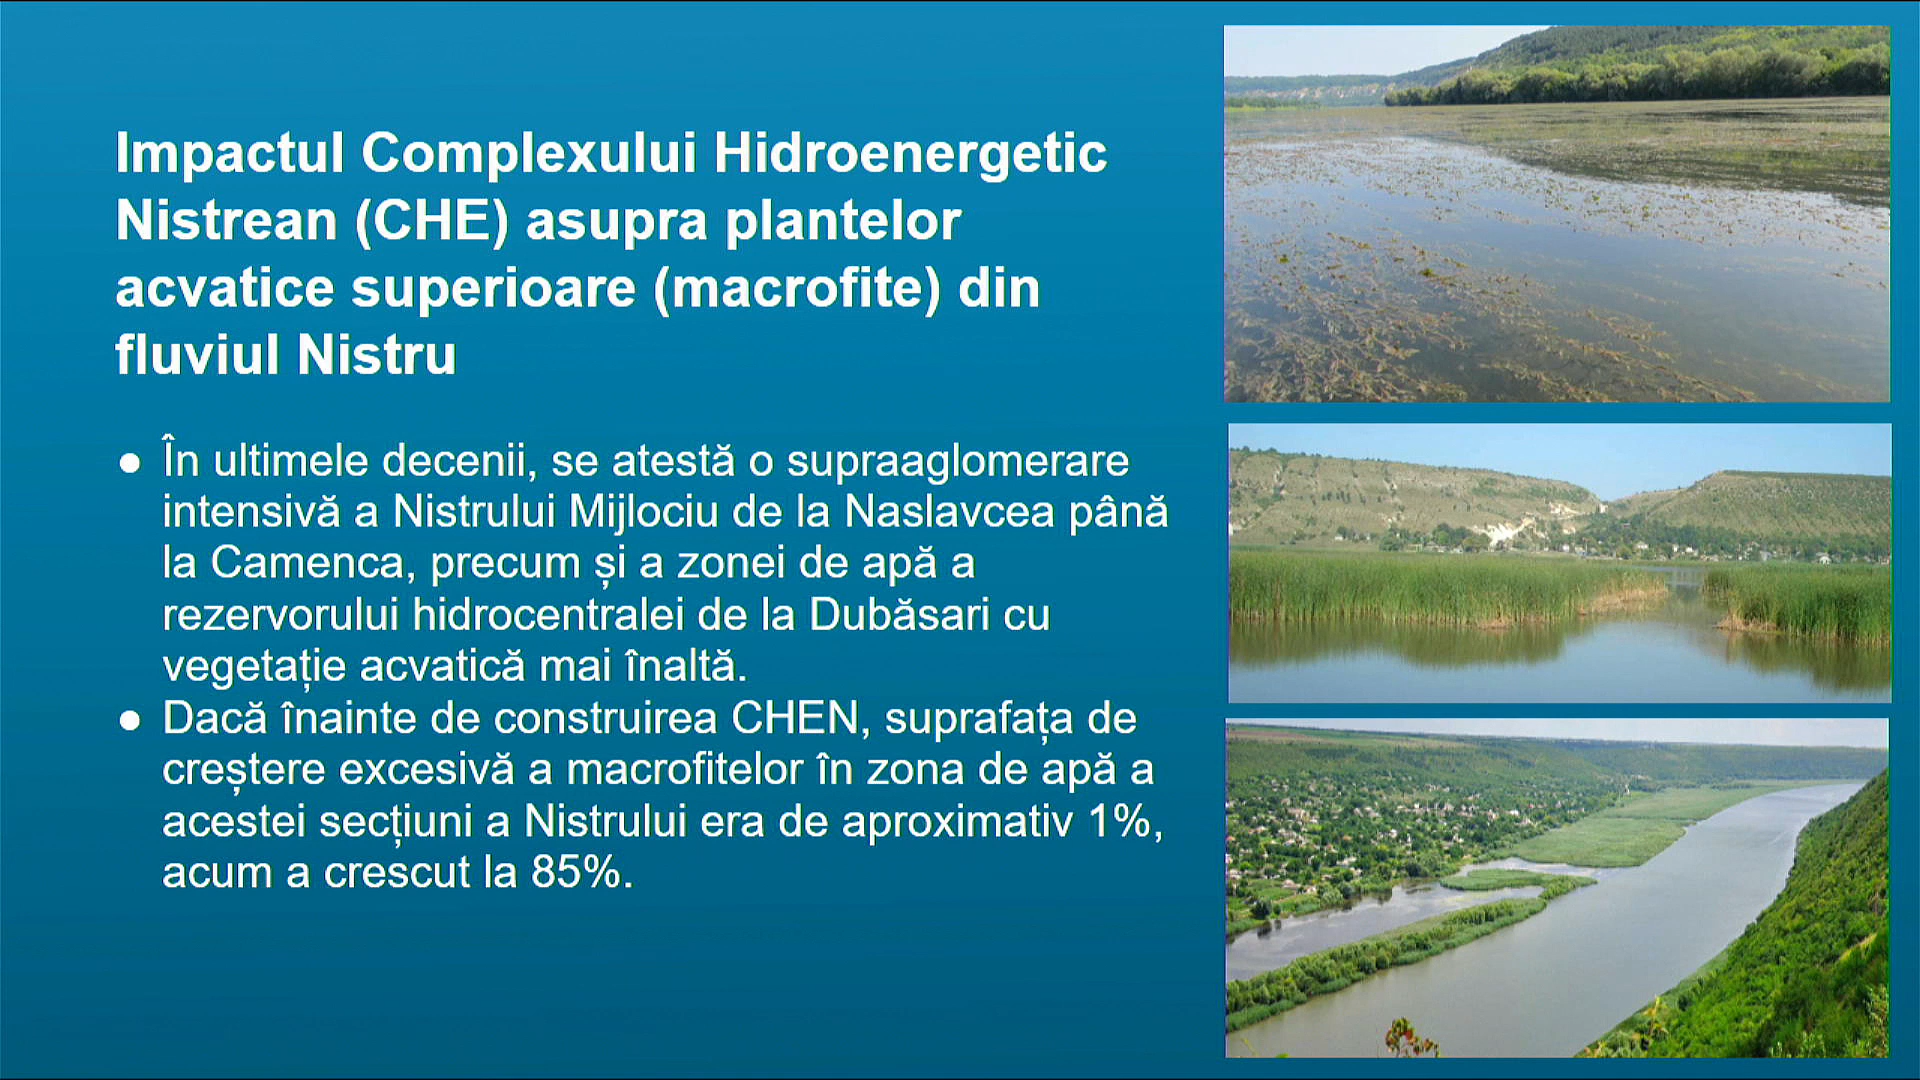 Impactul Complexului Hidroenergetic
Nistrean (CHE) asupra plantelor
acvatice superioare (macrofite) din
fluviul Nistru
● În ultimele decenii, se atestă o supraaglomerare
intensivă a Nistrului Mijlociu de la Naslavcea până
la Camenca, precum și a zonei de apă a
rezervorului hidrocentralei de la Dubăsari cu
vegetație acvatică mai înaltă.
● Dacă înainte de construirea CHEN, suprafața de
creștere excesivă a macrofitelor în zona de apă a
acestei secțiuni a Nistrului era de aproximativ 1%,
acum a crescut la 85%.